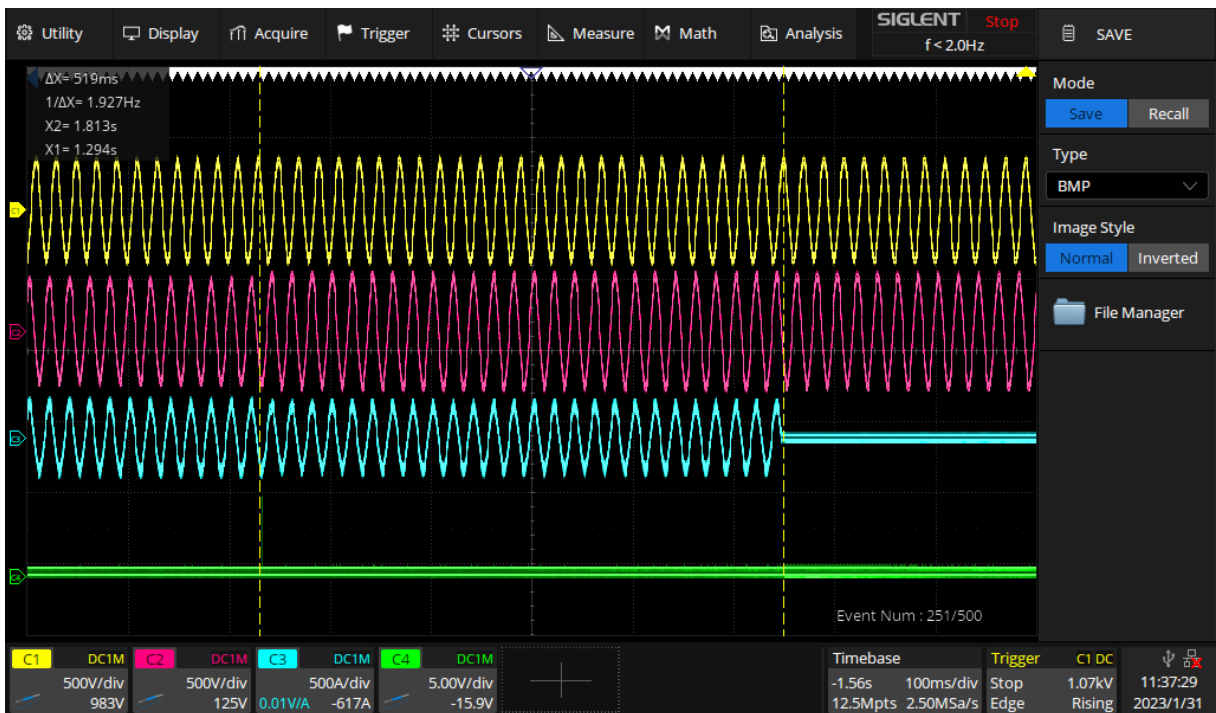 Utility Display Acquire Trigger Cursors Measure Math Analysis SIGLENT Stop SAVE
f < 2.0Hz
ΔX= 519ms
1/ΔX= 1.927Hz
X2= 1.813s
X1= 1.294s
Mode
Save Recall
Type
BMP
Image Style
Normal Inverted
File Manager
C1
C2
C3
C4
Event Num : 251/500
C1 DC1M C2 DC1M C3 DC1M C4 DC1M Timebase Trigger C1 DC
500V/div 500V/div 500A/div 5.00V/div -1.56s 100ms/div Stop 1.07kV 11:37:29
983V 125V 0.01V/A -617A -15.9V 12.5Mpts 2.50MSa/s Edge Rising 2023/1/31